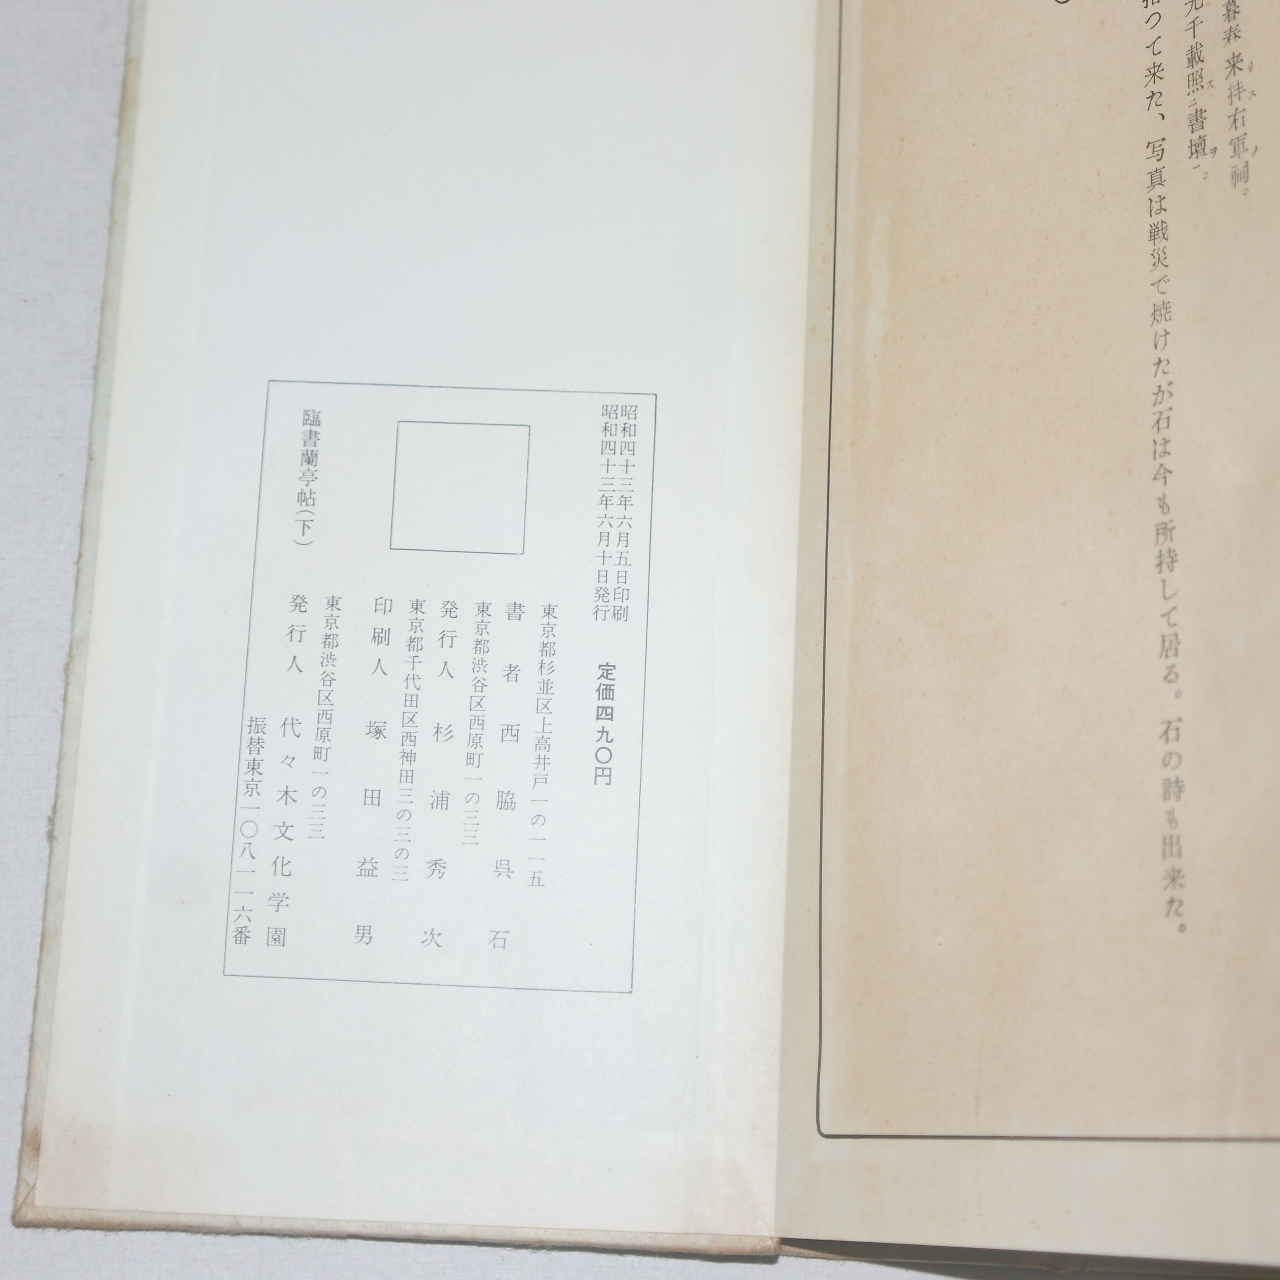 暮春来拝右軍祠。
千載照書壇。
つて来た、写真は戦災で焼けたが石は今も所持して居る。石の詩も出来た。
昭和四十三年六月五日印刷
昭和四十三年六月十日発行
定価四九〇円
東京都杉並区上高井戸一の一一五
書者 西脇呉石
東京都渋谷区西原町一の三三
発行人 杉浦秀次
東京都千代田区西神田三の三の三
印刷人 塚田益男
臨書蘭亭帖(下)
東京都渋谷区西原町一の三三
発行人 代々木文化学園
振替東京一〇八一一六番